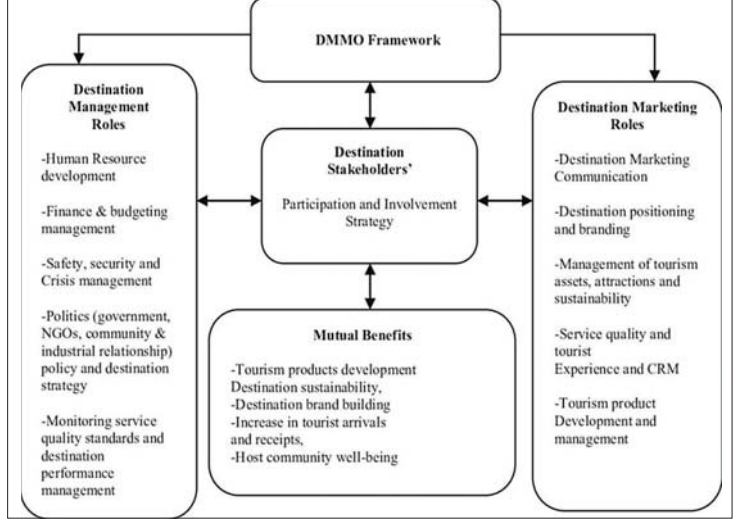 DMMO Framework
Destination
Management
Roles
-Human Resource
development
-Finance & budgeting
management
-Safety, security and
Crisis management
-Politics (government,
NGOs, community &
industrial relationship)
policy and destination
strategy
-Monitoring service
quality standards and
destination
performance
management
Destination
Stakeholders’
Participation and Involvement
Strategy
Mutual Benefits
-Tourism products development
Destination sustainability,
-Destination brand building
-Increase in tourist arrivals
and receipts,
-Host community well-being
Destination Marketing
Roles
-Destination Marketing
Communication
-Destination positioning
and branding
-Management of tourism
assets, attractions and
sustainability
-Service quality and
tourist
Experience and CRM
-Tourism product
Development and
management